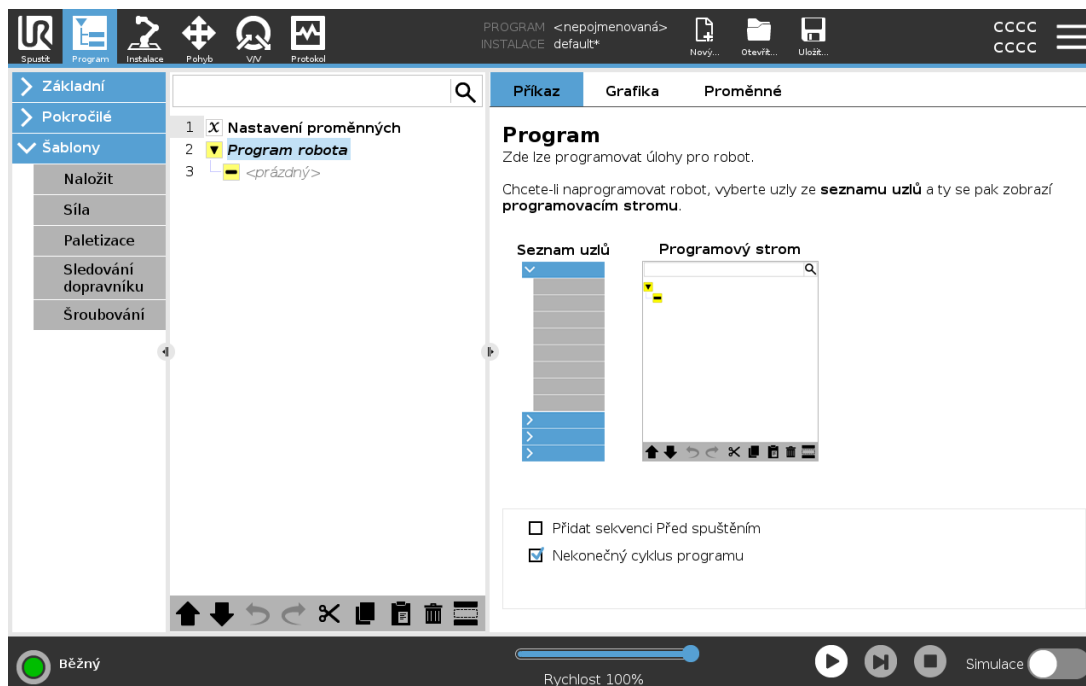 PROGRAM <nepojmenovaná>
INSTALACE default*
Spustit
Program
Instalace
Pohyb
V/V
Protokol
Nový...
Otevřít...
Uložit...
CCCC
CCCC
Základní
Pokročilé
Šablony
Naložit
Síla
Paletizace
Sledování
dopravníku
Šroubování
1 Nastavení proměnných
2 Program robota
3 <prázdný>
Příkaz
Grafika
Proměnné
Program
Zde lze programovat úlohy pro robot.
Chcete-li naprogramovat robot, vyberte uzly ze seznamu uzlů a ty se pak zobrazí
programovacím stromu.
Seznam uzlů
Programový strom
Přidat sekvenci Před spuštěním
Nekonečný cyklus programu
Běžný
Rychlost 100%
Simulace